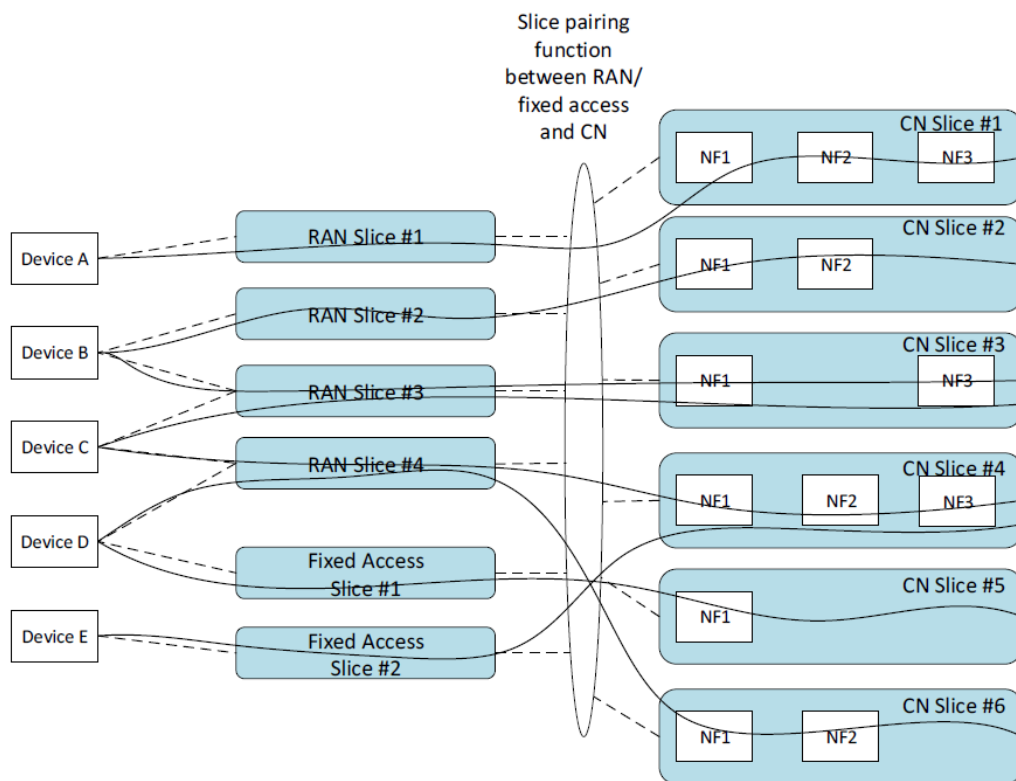 Slice pairing
function
between RAN/
fixed access
and CN
CN Slice #1
NF1
NF2
NF3
RAN Slice #1
CN Slice #2
Device A
NF1
NF2
RAN Slice #2
Device B
CN Slice #3
NF1
NF3
RAN Slice #3
Device C
RAN Slice #4
CN Slice #4
NF1
NF2
NF3
Device D
Fixed Access
Slice #1
CN Slice #5
NF1
Device E
Fixed Access
Slice #2
CN Slice #6
NF1
NF2